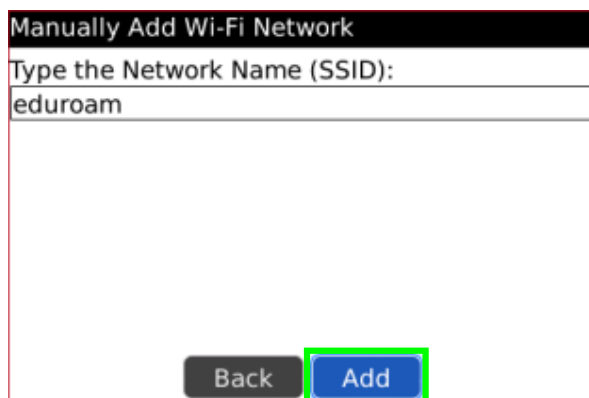 Manually Add Wi-Fi Network
Type the Network Name (SSID):
eduroam
Back Add